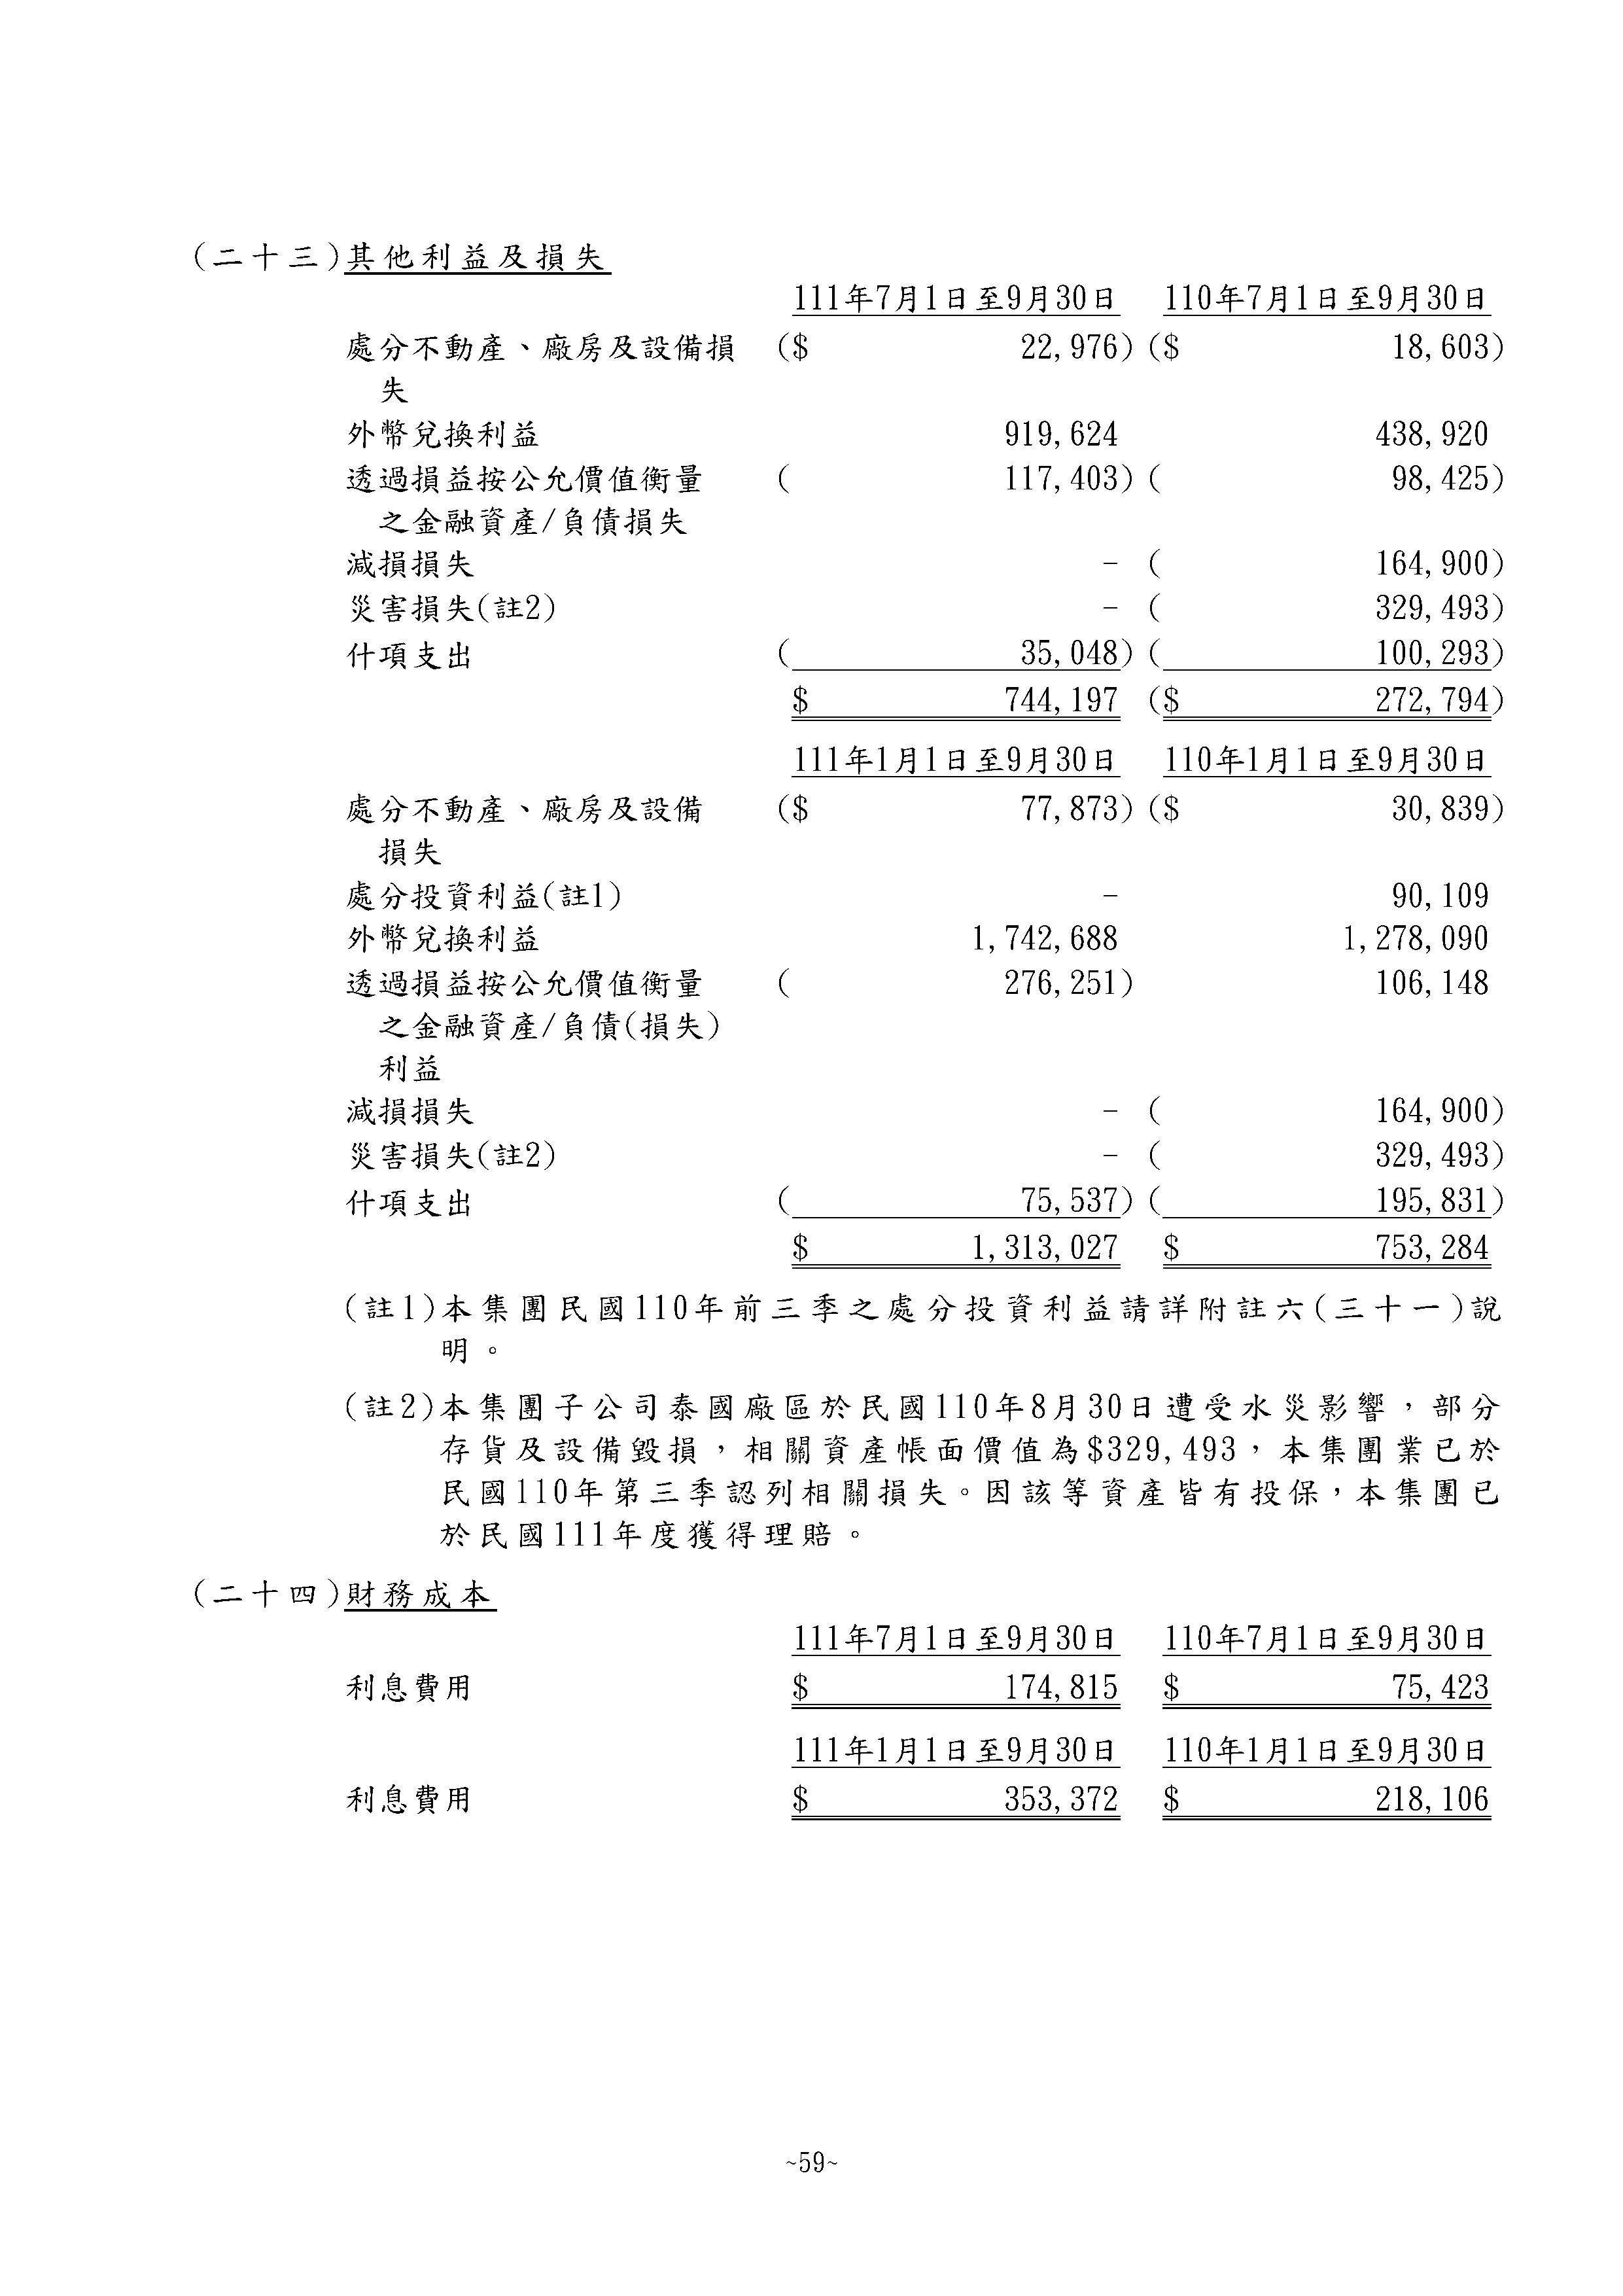 (二十三)其他利益及損失
111年7月1日至9月30日 110年7月1日至9月30日
處分不動產、廠房及設備損 ($ 22,976) ($ 18,603)
失
外幣兌換利益 919,624 438,920
透過損益按公允價值衡量 ( 117,403) ( 98,425)
之金融資產/負債損失
減損損失 - ( 164,900)
災害損失(註2) - ( 329,493)
什項支出 ( 35,048) ( 100,293)
$ 744,197 ($ 272,794)
111年1月1日至9月30日 110年1月1日至9月30日
處分不動產、廠房及設備 ($ 77,873) ($ 30,839)
損失
處分投資利益(註1) - 90,109
外幣兌換利益 1,742,688 1,278,090
透過損益按公允價值衡量 ( 276,251) 106,148
之金融資產/負債(損失)
利益
減損損失 - ( 164,900)
災害損失(註2) - ( 329,493)
什項支出 ( 75,537) ( 195,831)
$ 1,313,027 $ 753,284
(註1)本集團民國110年前三季之處分投資利益請詳附註六(三十一)說
明。
(註2)本集團子公司泰國廠區於民國110年8月30日遭受水災影響,部分
存貨及設備毀損,相關資產帳面價值為$329,493,本集團業已於
民國110年第三季認列相關損失。因該等資產皆有投保,本集團已
於民國111年度獲得理賠。
(二十四)財務成本
111年7月1日至9月30日 110年7月1日至9月30日
利息費用 $ 174,815 $ 75,423
111年1月1日至9月30日 110年1月1日至9月30日
利息費用 $ 353,372 $ 218,106
~59~